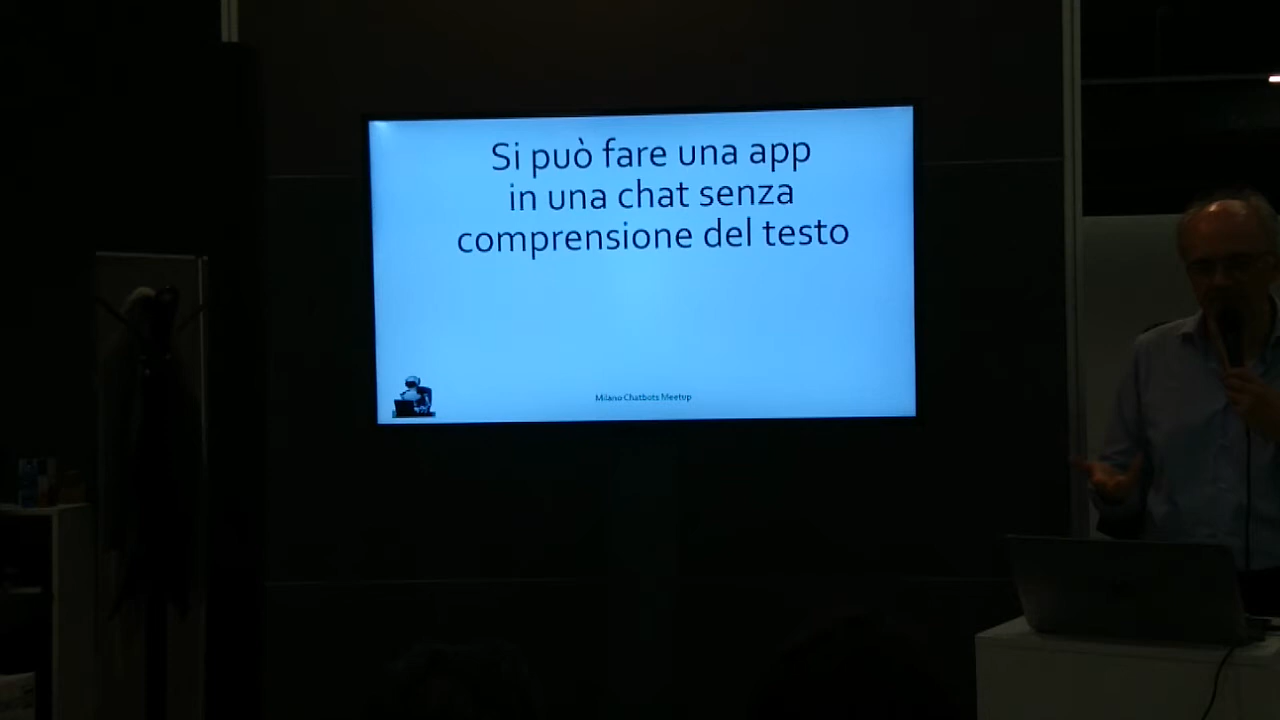 Si può fare una app
in una chat senza
comprensione del testo
Milano Chatbots Meetup